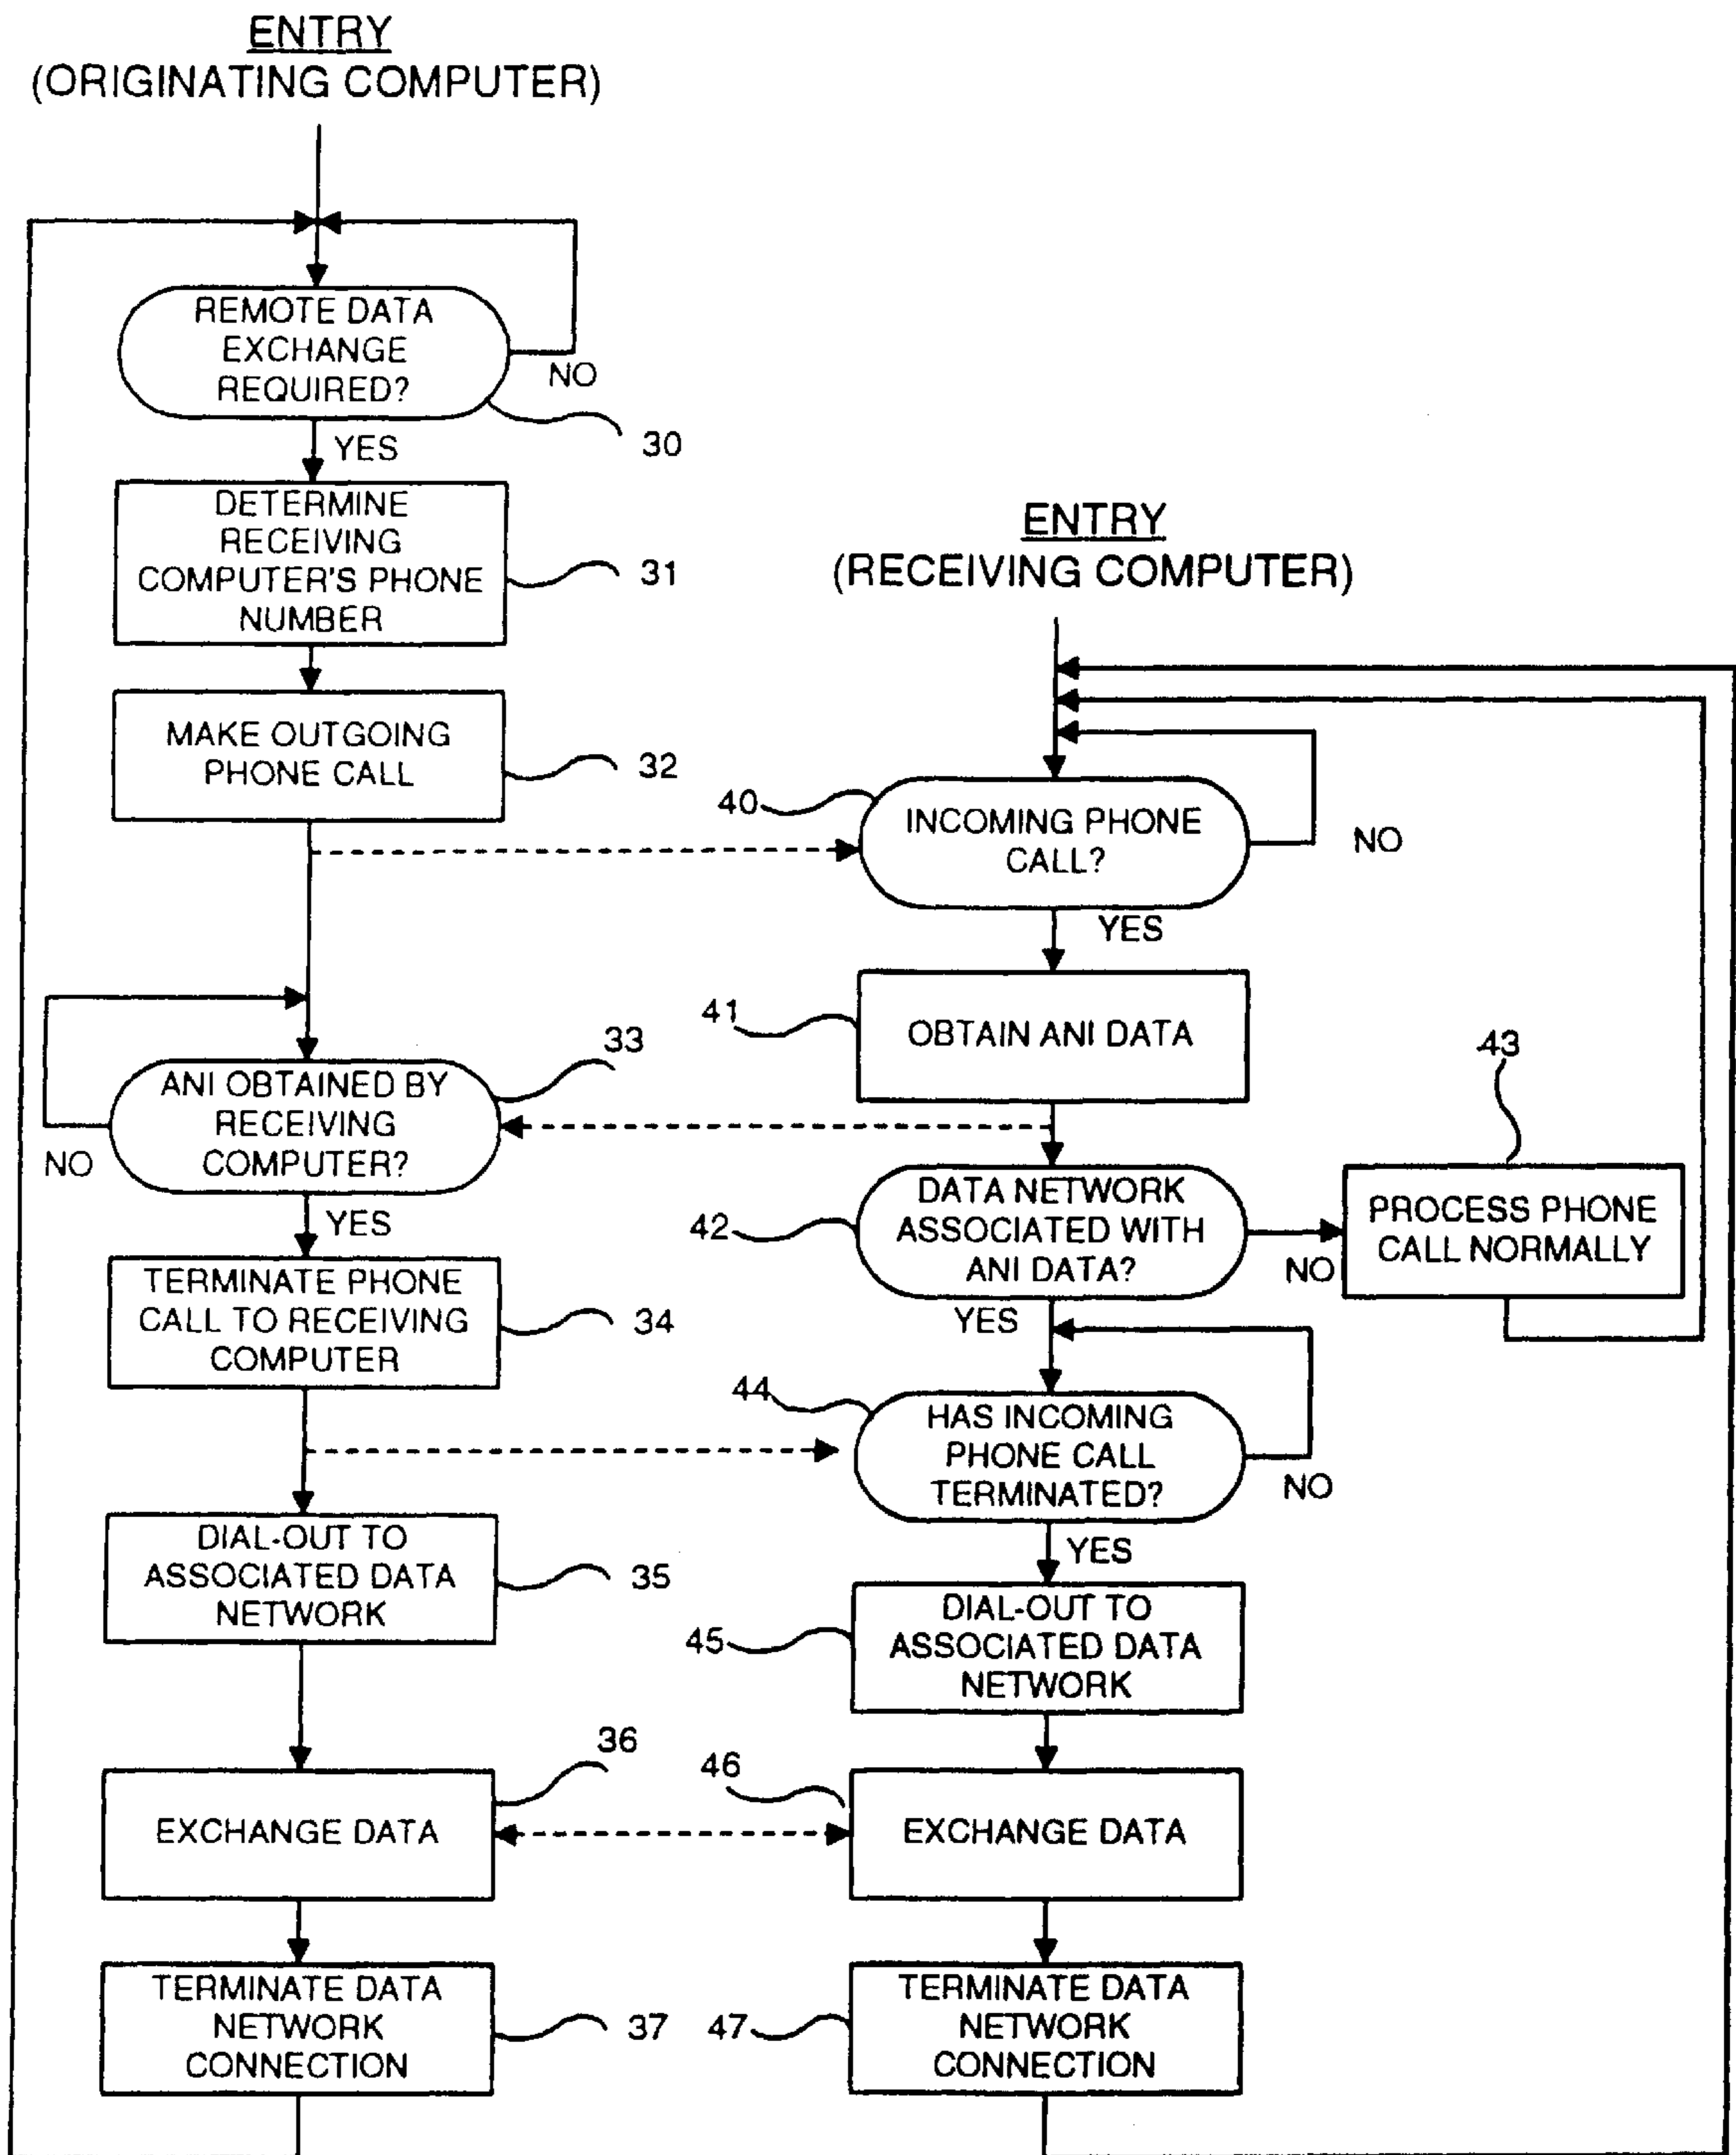 ENTRY
(ORIGINATING COMPUTER)
REMOTE DATA
EXCHANGE
REQUIRED?
NO
30
YES
DETERMINE
RECEIVING
COMPUTER'S PHONE
NUMBER
31
MAKE OUTGOING
PHONE CALL
32
ANI OBTAINED BY
RECEIVING
COMPUTER?
33
NO
YES
TERMINATE PHONE
CALL TO RECEIVING
COMPUTER
34
DIAL-OUT TO
ASSOCIATED DATA
NETWORK
35
EXCHANGE DATA
36
TERMINATE DATA
NETWORK
CONNECTION
37
ENTRY
(RECEIVING COMPUTER)
40
INCOMING PHONE
CALL?
NO
YES
41
OBTAIN ANI DATA
42
DATA NETWORK
ASSOCIATED WITH
ANI DATA?
NO
43
PROCESS PHONE
CALL NORMALLY
YES
44
HAS INCOMING
PHONE CALL
TERMINATED?
NO
YES
45
DIAL-OUT TO
ASSOCIATED DATA
NETWORK
46
EXCHANGE DATA
47
TERMINATE DATA
NETWORK
CONNECTION